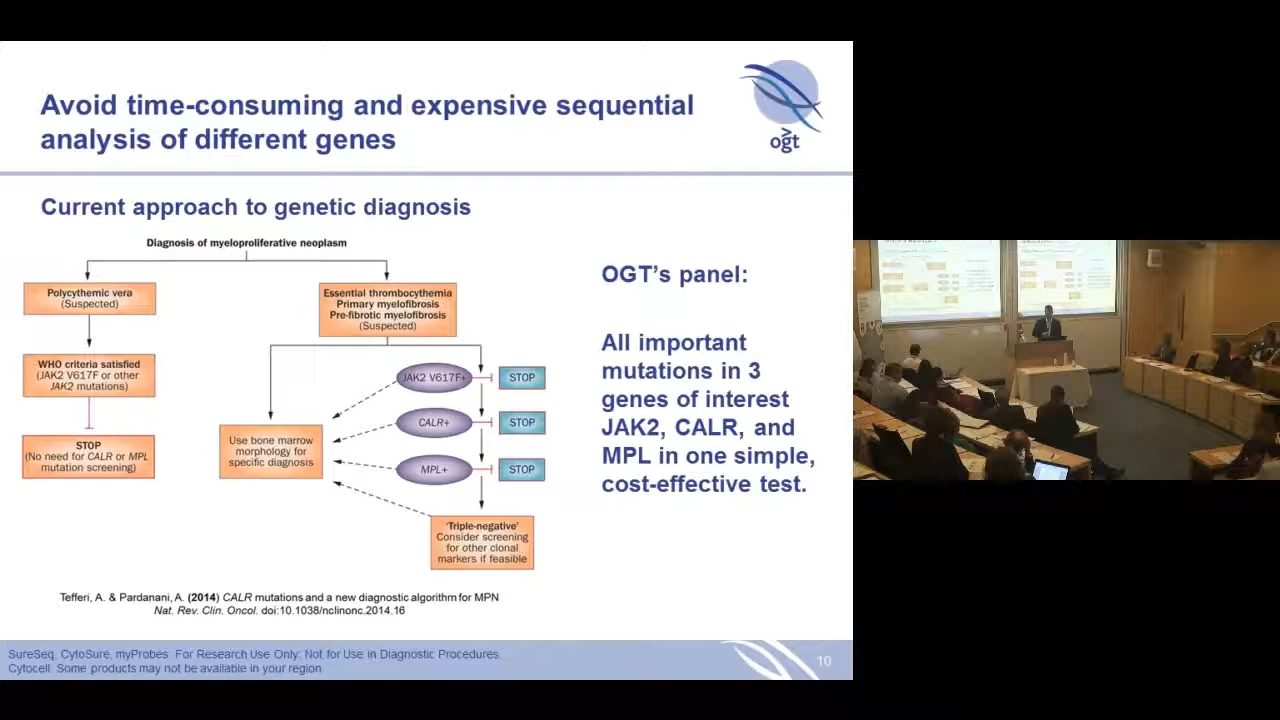 Avoid time-consuming and expensive sequential
analysis of different genes
ogt
Current approach to genetic diagnosis
Diagnosis of myeloproliferative neoplasm
Polycythemic vera
(Suspected)
WHO criteria satisfied
(JAK2 V617F or other
JAK2 mutations)
STOP
(No need for CALR or MPL
mutation screening)
Essential thrombocythemia
Primary myelofibrosis
Pre-fibrotic myelofibrosis
(Suspected)
Use bone marrow
morphology for
specific diagnosis
JAK2 V617F+
STOP
CALR+
STOP
MPL+
STOP
'Triple-negative'
Consider screening
for other clonal
markers if feasible
OGT's panel:
All important
mutations in 3
genes of interest
JAK2, CALR, and
MPL in one simple,
cost-effective test.
Tefferi, A. & Pardanani, A. (2014) CALR mutations and a new diagnostic algorithm for MPN
Nat. Rev. Clin. Oncol. doi:10.1038/nclinonc.2014.16
SureSeq, CytoSure, myProbes: For Research Use Only; Not for Use in Diagnostic Procedures.
Cytocell: Some products may not be available in your region.
10